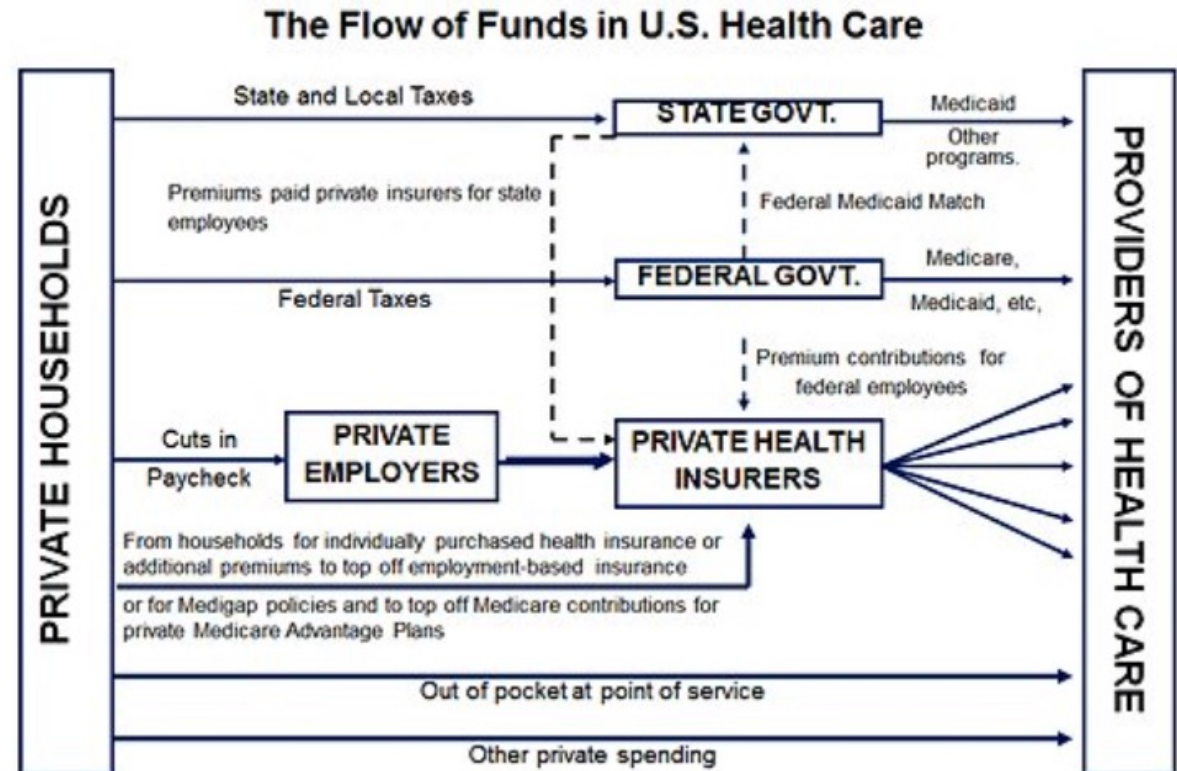 The Flow of Funds in U.S. Health Care
PRIVATE HOUSEHOLDS
State and Local Taxes
STATE GOVT.
Medicaid
Other
programs.
Premiums paid private insurers for state
employees
Federal Medicaid Match
Federal Taxes
FEDERAL GOVT.
Medicare,
Medicaid, etc,
Premium contributions for
federal employees
Cuts in
Paycheck
PRIVATE
EMPLOYERS
PRIVATE HEALTH
INSURERS
From households for individually purchased health insurance or
additional premiums to top off employment-based insurance
or for Medigap policies and to top off Medicare contributions for
private Medicare Advantage Plans
Out of pocket at point of service
Other private spending
PROVIDERS OF HEALTH CARE